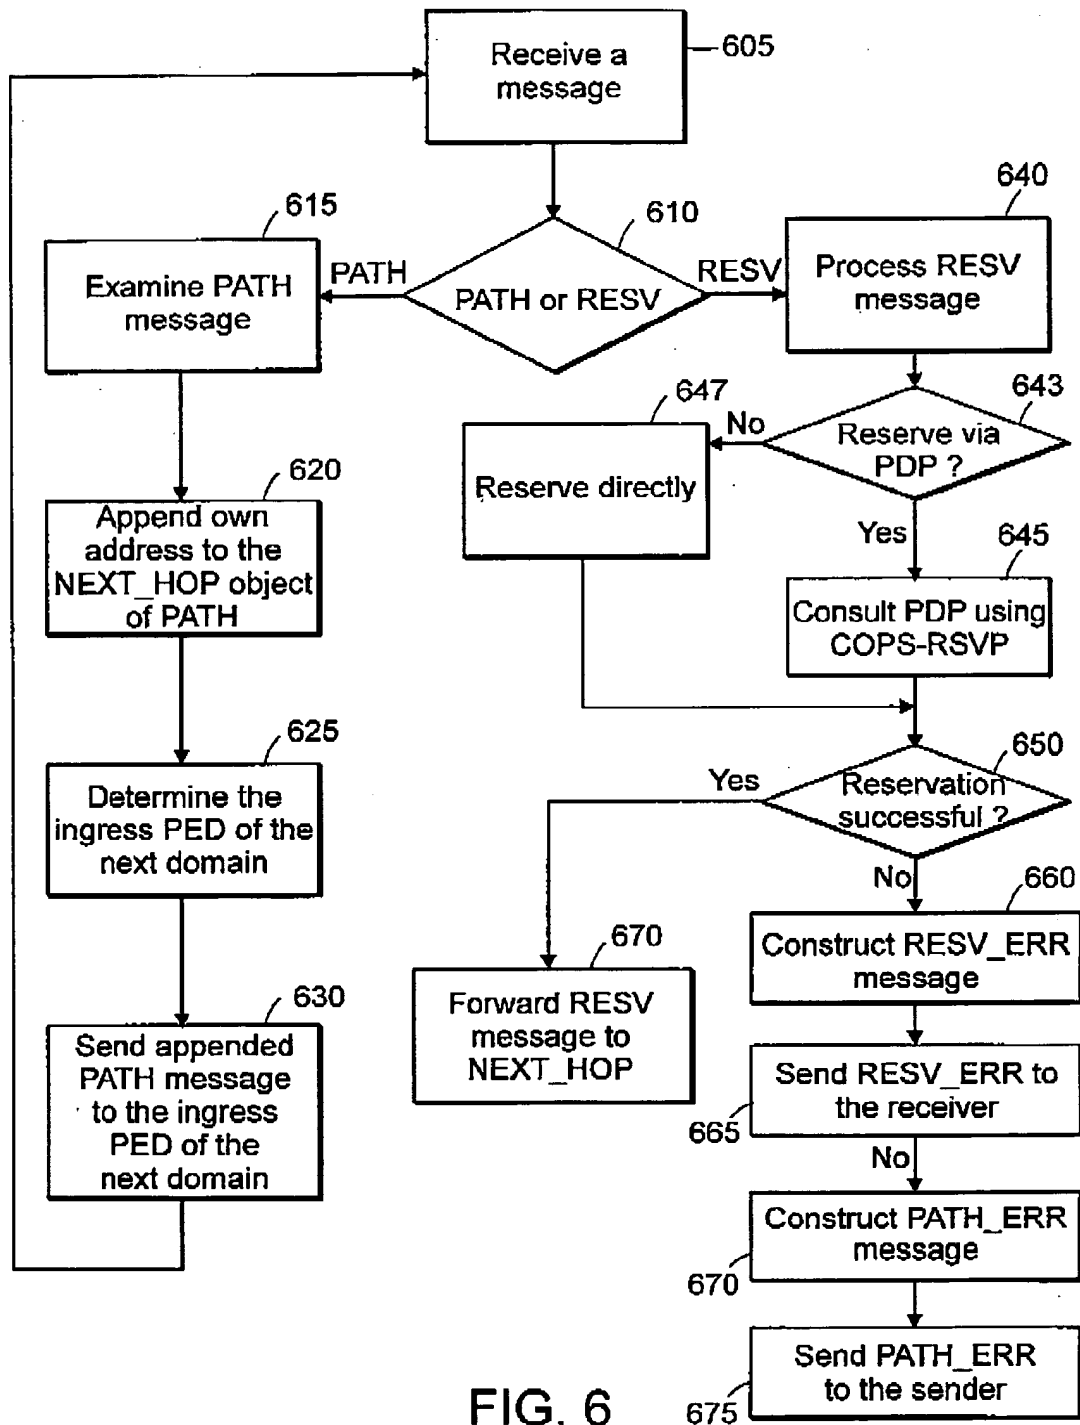 Receive a
message
605
615
Examine PATH
message
PATH
610
PATH or RESV
RESV
640
Process RESV
message
643
Reserve via
PDP ?
No
647
Reserve directly
Yes
645
Consult PDP using
COPS-RSVP
620
Append own
address to the
NEXT_HOP object
of PATH
625
Determine the
ingress PED of the
next domain
630
Send appended
PATH message
to the ingress
PED of the
next domain
650
Reservation
successful ?
Yes
670
Forward RESV
message to
NEXT_HOP
No
660
Construct RESV_ERR
message
Send RESV_ERR to
the receiver
665
No
Construct PATH_ERR
message
670
Send PATH_ERR
to the sender
675
FIG. 6